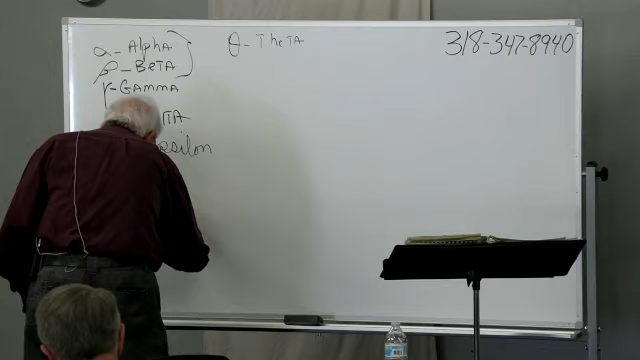 α - AlphA
β - BeTA
γ - GAMMA
θ - TheTA
318-347-8940